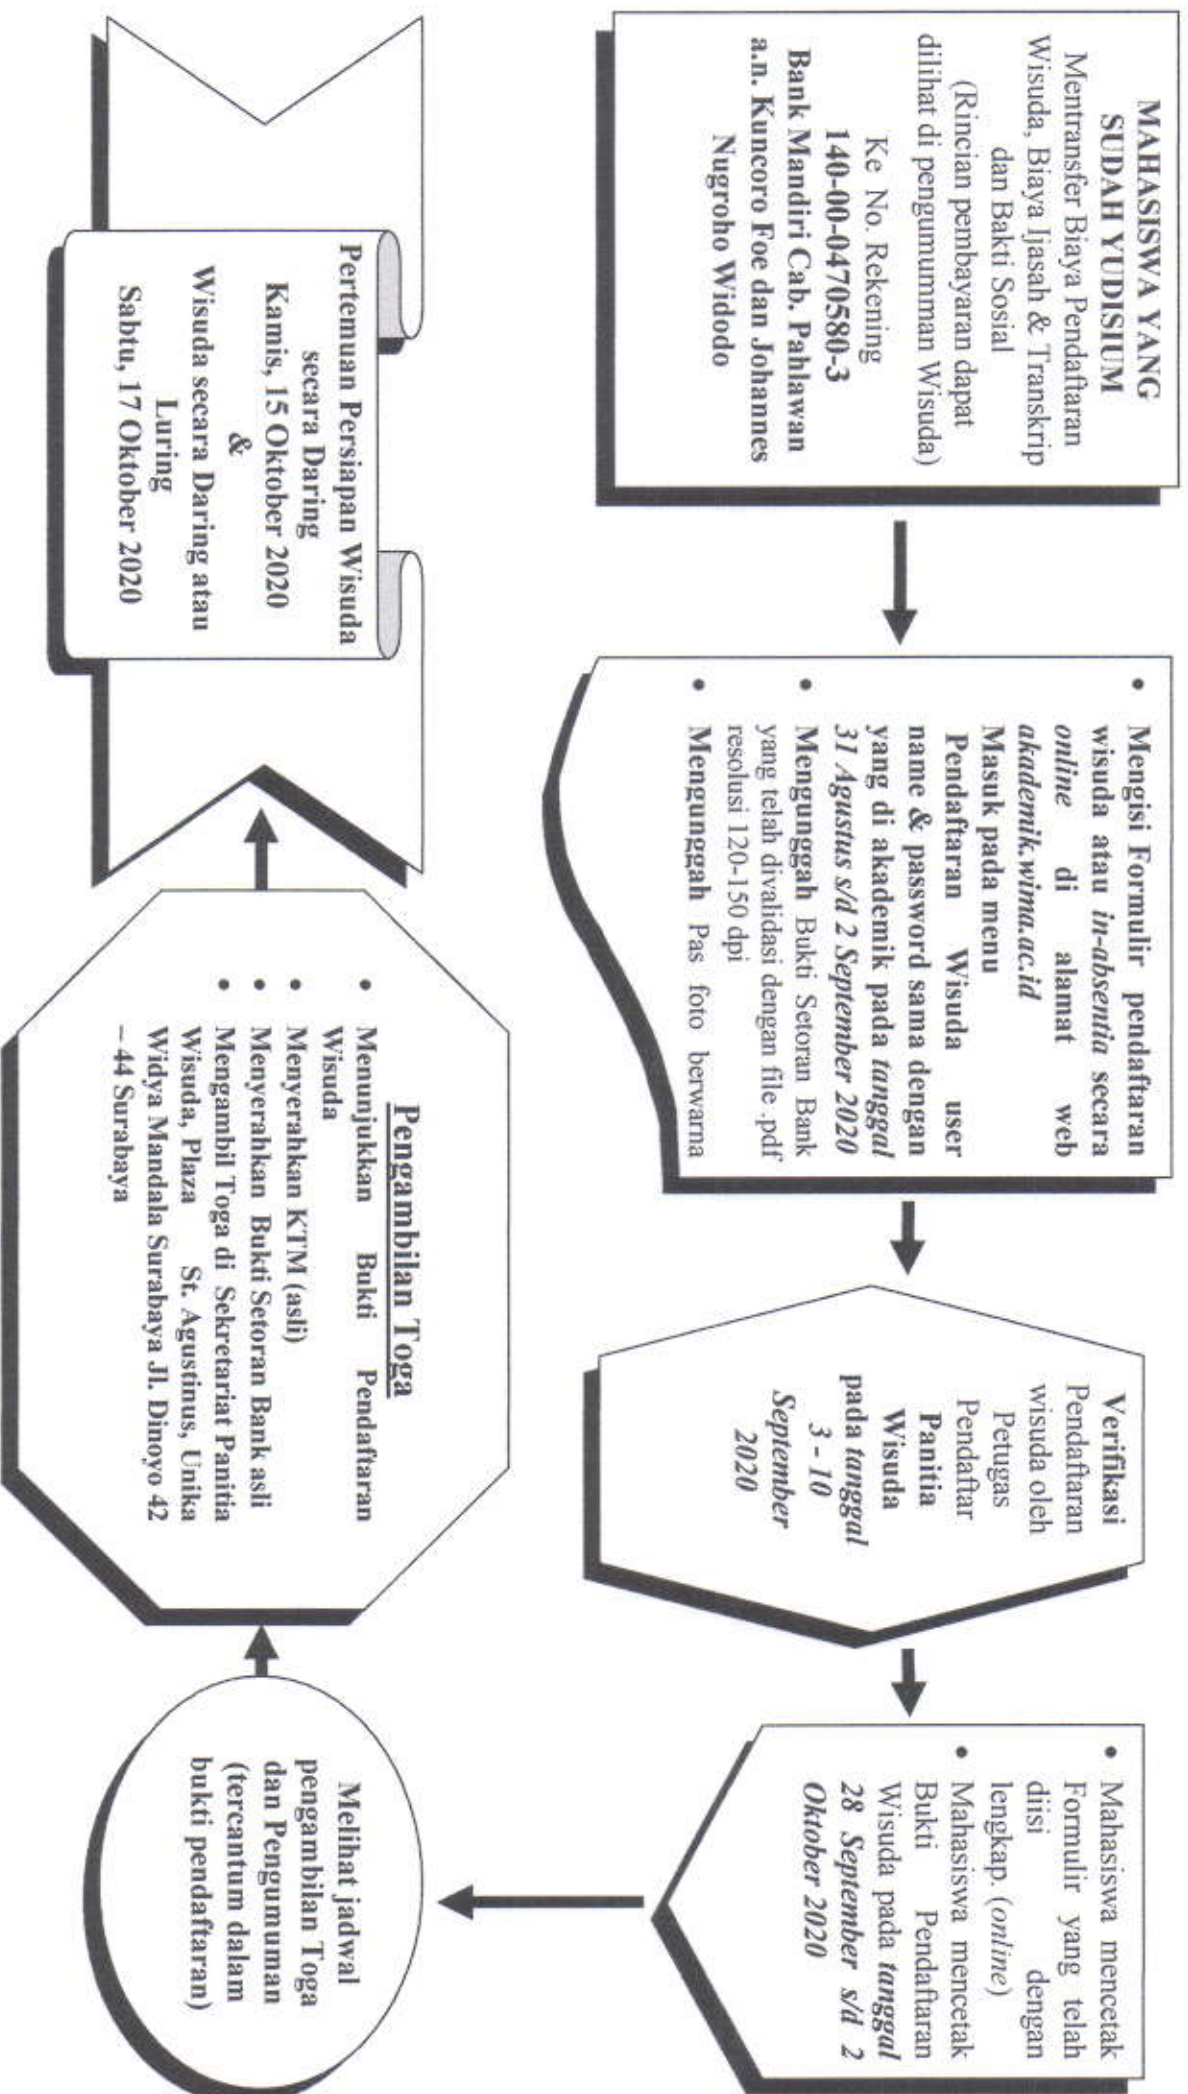 MAHASISWA YANG
SUDAH YUDISIUM
Mentransfer Biaya Pendaftaran
Wisuda, Biaya Ijasah & Transkrip
dan Bakti Sosial
(Rincian pembayaran dapat
dilihat di pengumumman Wisuda)
Ke No. Rekening
140-00-0470580-3
Bank Mandiri Cab. Pahlawan
a.n. Kuncoro Foe dan Johannes
Nugroho Widodo
• Mengisi Formulir pendaftaran
wisuda atau in-absentia secara
online di alamat web
akademik.wima.ac.id
Masuk pada menu
Pendaftaran Wisuda user
name & password sama dengan
yang di akademik pada tanggal
31 Agustus s/d 2 September 2020
• Mengunggah Bukti Setoran Bank
yang telah divalidasi dengan file .pdf
resolusi 120-150 dpi
• Mengunggah Pas foto berwarna
Verifikasi
Pendaftaran
wisuda oleh
Petugas
Pendaftar
Panitia
Wisuda
pada tanggal
3 - 10
September
2020
• Mahasiswa mencetak
Formulir yang telah
diisi dengan
lengkap. (online)
• Mahasiswa mencetak
Bukti Pendaftaran
Wisuda pada tanggal
28 September s/d 2
Oktober 2020
Melihat jadwal
pengambilan Toga
dan Pengumuman
(tercantum dalam
bukti pendaftaran)
Pengambilan Toga
• Menunjukkan Bukti Pendaftaran
Wisuda
• Menyerahkan KTM (asli)
• Menyerahkan Bukti Setoran Bank asli
• Mengambil Toga di Sekretariat Panitia
Wisuda, Plaza St. Agustinus, Unika
Widya Mandala Surabaya Jl. Dinoyo 42
– 44 Surabaya
Pertemuan Persiapan Wisuda
secara Daring
Kamis, 15 Oktober 2020
&
Wisuda secara Daring atau
Luring
Sabtu, 17 Oktober 2020